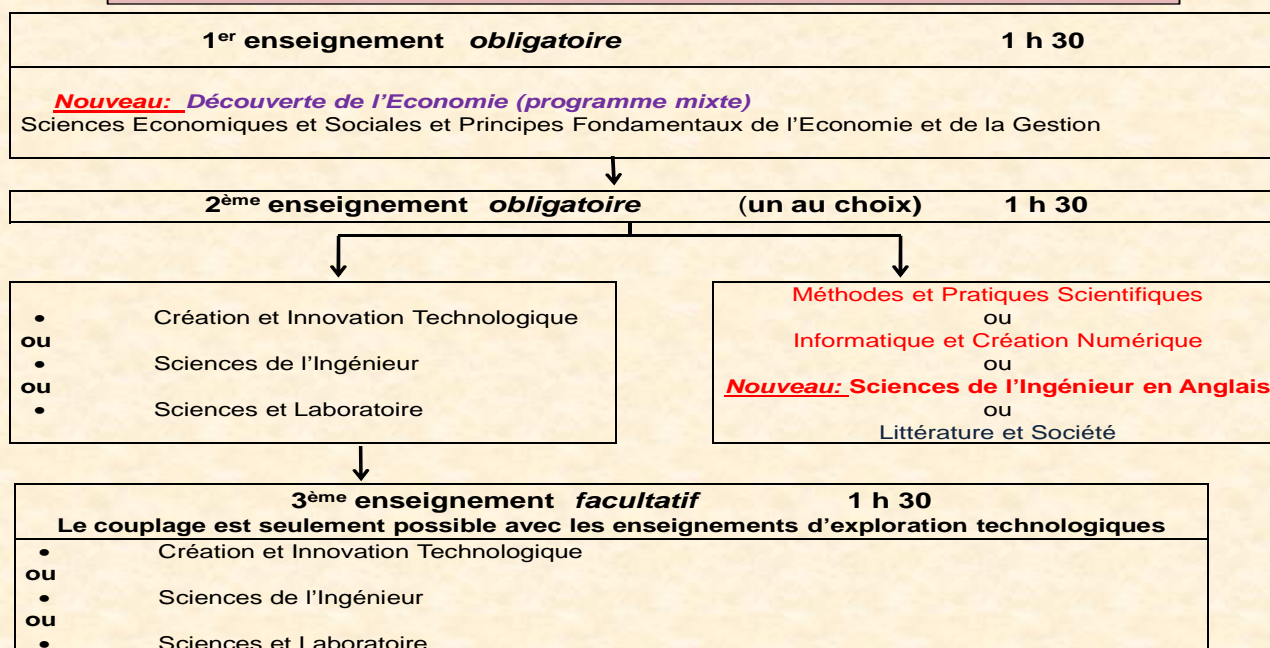 1er enseignement obligatoire 1 h 30
Nouveau: Découverte de l'Economie (programme mixte)
Sciences Economiques et Sociales et Principes Fondamentaux de l'Economie et de la Gestion
2ème enseignement obligatoire (un au choix) 1 h 30
• Création et Innovation Technologique
ou
• Sciences de l'Ingénieur
ou
• Sciences et Laboratoire
Méthodes et Pratiques Scientifiques
ou
Informatique et Création Numérique
ou
Nouveau: Sciences de l'Ingénieur en Anglais
ou
Littérature et Société
3ème enseignement facultatif 1 h 30
Le couplage est seulement possible avec les enseignements d'exploration technologiques
• Création et Innovation Technologique
ou
• Sciences de l'Ingénieur
ou
• Sciences et Laboratoire